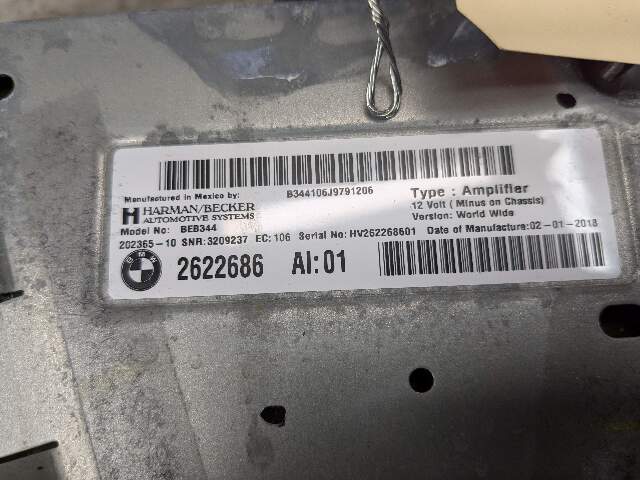 B344106J9791206
Manufactured in Mexico by:
HARMAN/BECKER
AUTOMOTIVE SYSTEMS
Model No: BEB344
Type : Amplifier
12 Volt ( Minus on Chassis)
Version: World Wide
202365-10 SNR:3209237 EC:106 Serial No:HV262268601 Date of Manufacture:02-01-2018
BMW 2622686 AI:01